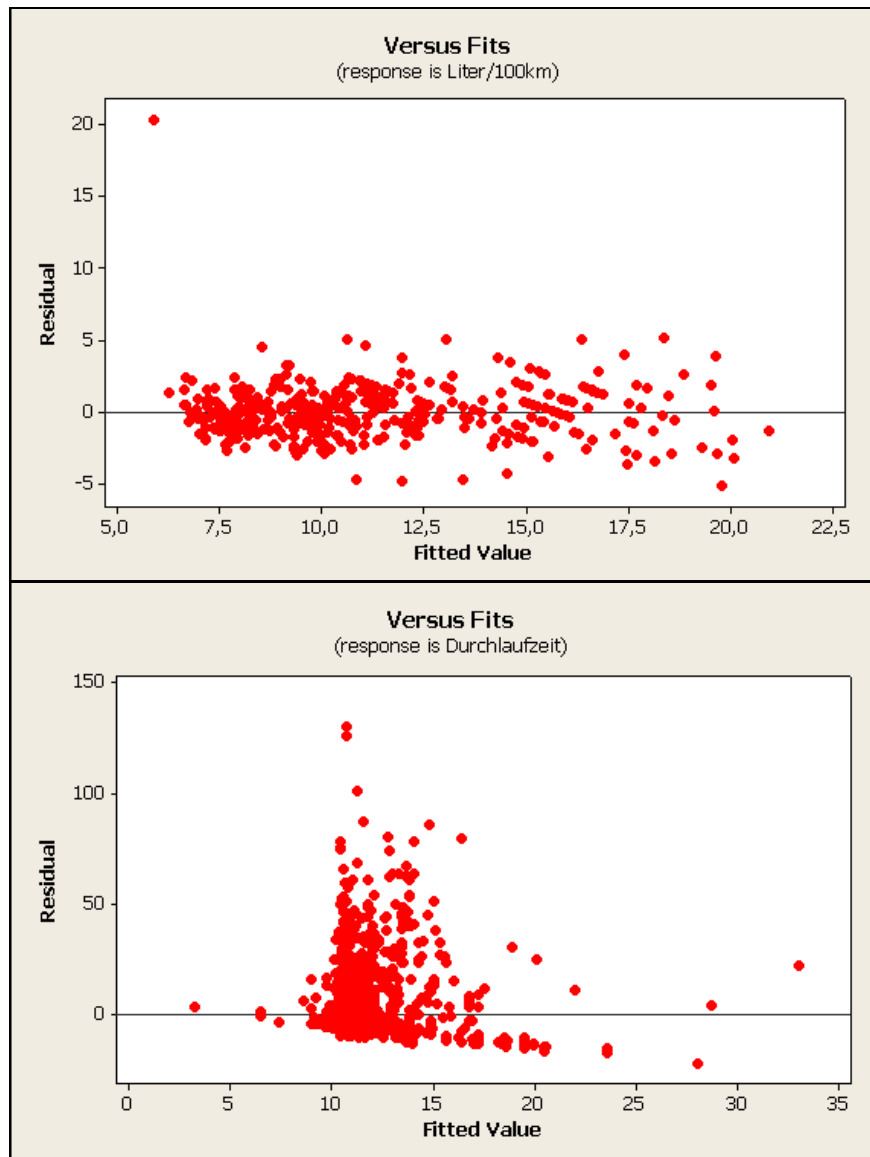 Versus Fits
(response is Liter/100km)
20
15
10
5
0
-5
Residual
5,0 7,5 10,0 12,5 15,0 17,5 20,0 22,5
Fitted Value
Versus Fits
(response is Durchlaufzeit)
150
100
50
0
Residual
0 5 10 15 20 25 30 35
Fitted Value